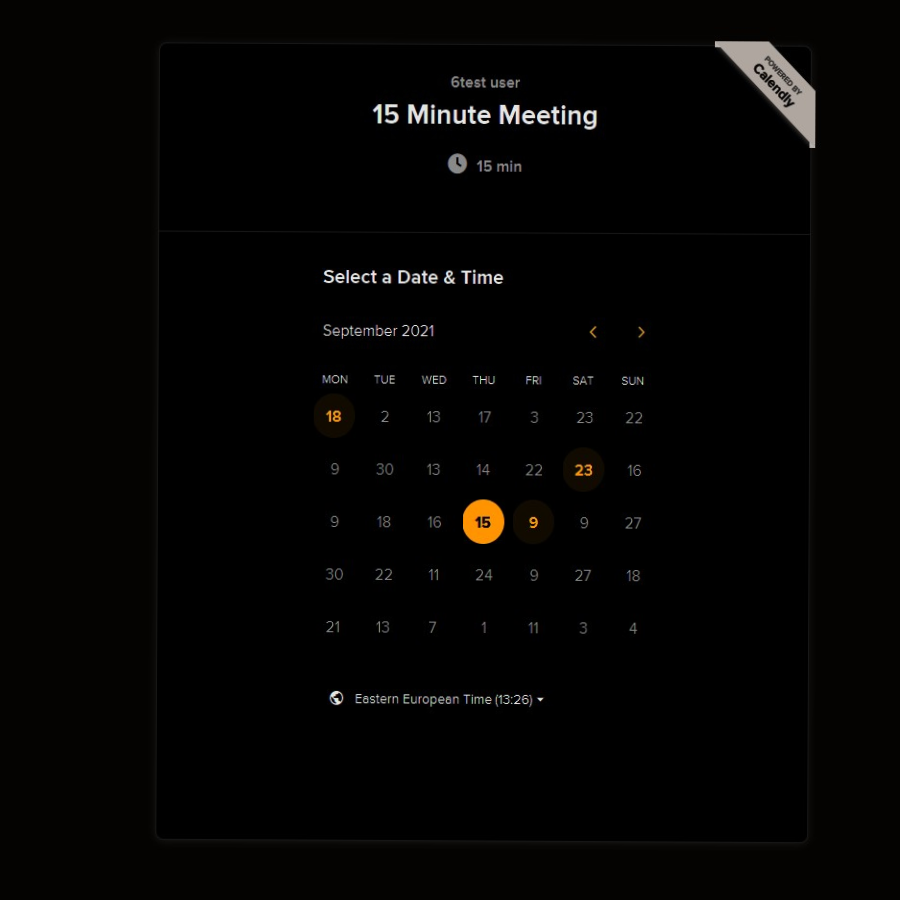 6test user
15 Minute Meeting
15 min
POWERED BY
Calendly
Select a Date & Time
September 2021
MON TUE WED THU FRI SAT SUN
18 2 13 17 3 23 22
9 30 13 14 22 23 16
9 18 16 15 9 9 27
30 22 11 24 9 27 18
21 13 7 1 11 3 4
Eastern European Time (13:26)